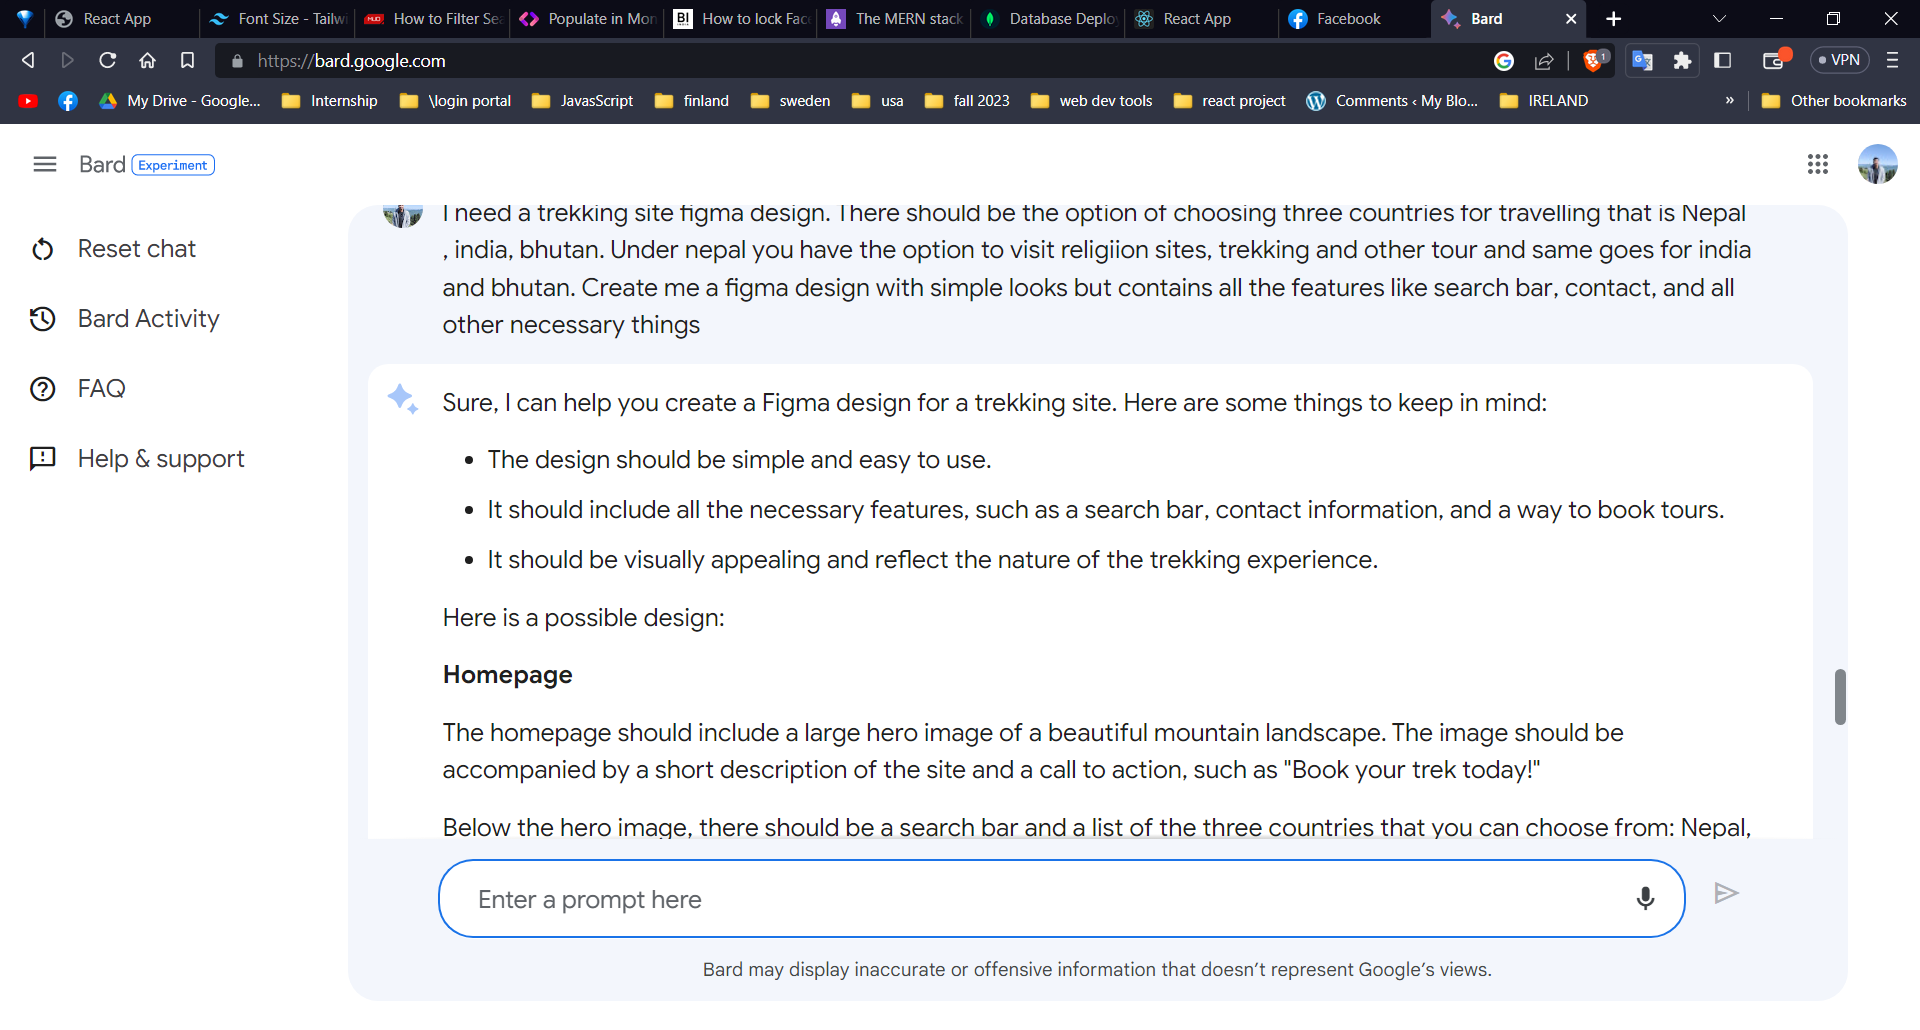 React App
Font Size - Tailwi
How to Filter Sea
Populate in Mon
BI How to lock Fac
The MERN stack
Database Deploy
React App
Facebook
Bard
https://bard.google.com
1
VPN
My Drive - Google...
Internship
\login portal
JavasScript
finland
sweden
usa
fall 2023
web dev tools
react project
Comments ‹ My Blo...
IRELAND
»
Other bookmarks
Bard Experiment
Reset chat
Bard Activity
FAQ
Help & support
I need a trekking site figma design. There should be the option of choosing three countries for travelling that is Nepal
, india, bhutan. Under nepal you have the option to visit religiion sites, trekking and other tour and same goes for india
and bhutan. Create me a figma design with simple looks but contains all the features like search bar, contact, and all
other necessary things
Sure, I can help you create a Figma design for a trekking site. Here are some things to keep in mind:
• The design should be simple and easy to use.
• It should include all the necessary features, such as a search bar, contact information, and a way to book tours.
• It should be visually appealing and reflect the nature of the trekking experience.
Here is a possible design:
Homepage
The homepage should include a large hero image of a beautiful mountain landscape. The image should be
accompanied by a short description of the site and a call to action, such as "Book your trek today!"
Below the hero image, there should be a search bar and a list of the three countries that you can choose from: Nepal,
Enter a prompt here
Bard may display inaccurate or offensive information that doesn't represent Google's views.